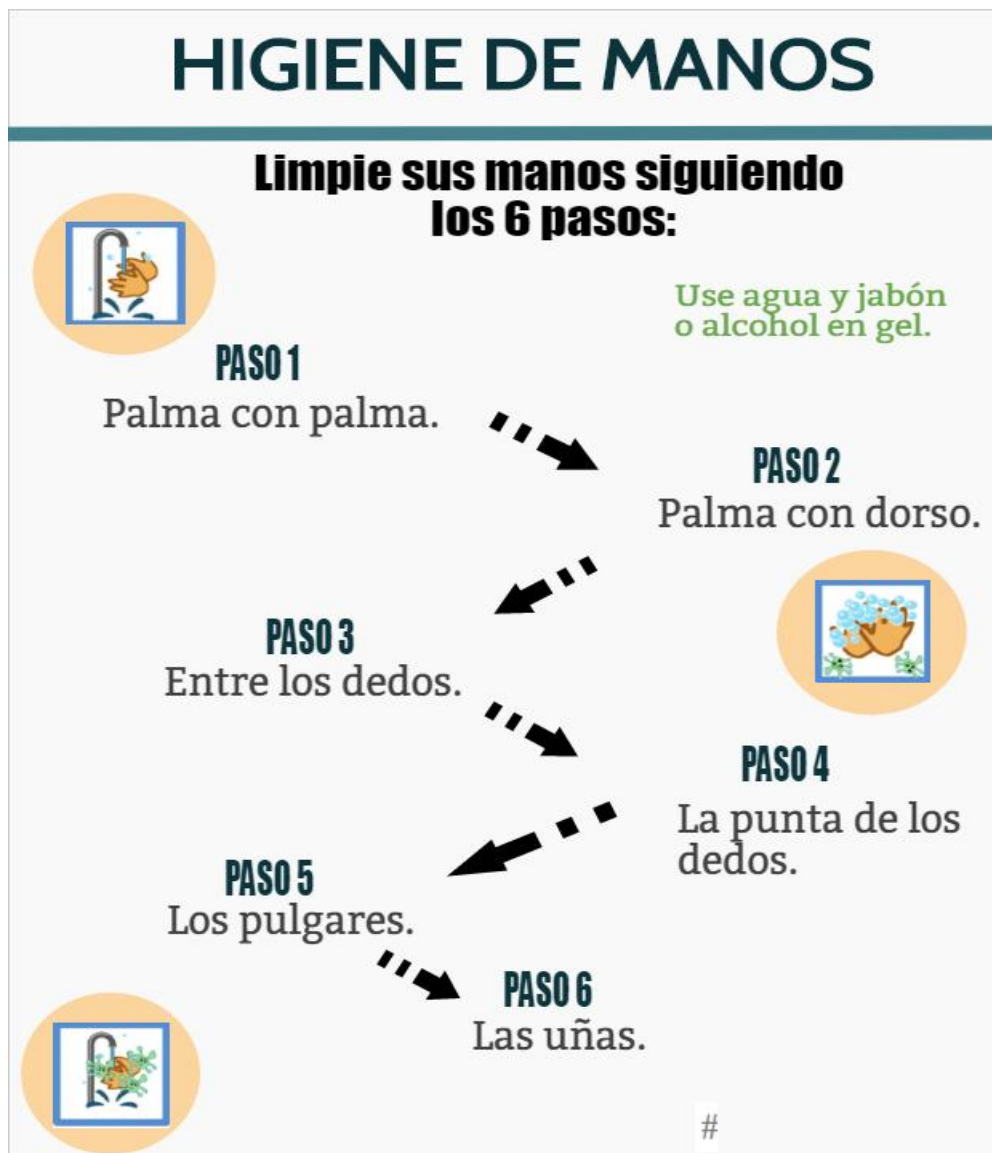 HIGIENE DE MANOS
Limpie sus manos siguiendo
los 6 pasos:
Use agua y jabón
o alcohol en gel.
PASO 1
Palma con palma.
PASO 2
Palma con dorso.
PASO 3
Entre los dedos.
PASO 4
La punta de los
dedos.
PASO 5
Los pulgares.
PASO 6
Las uñas.
#